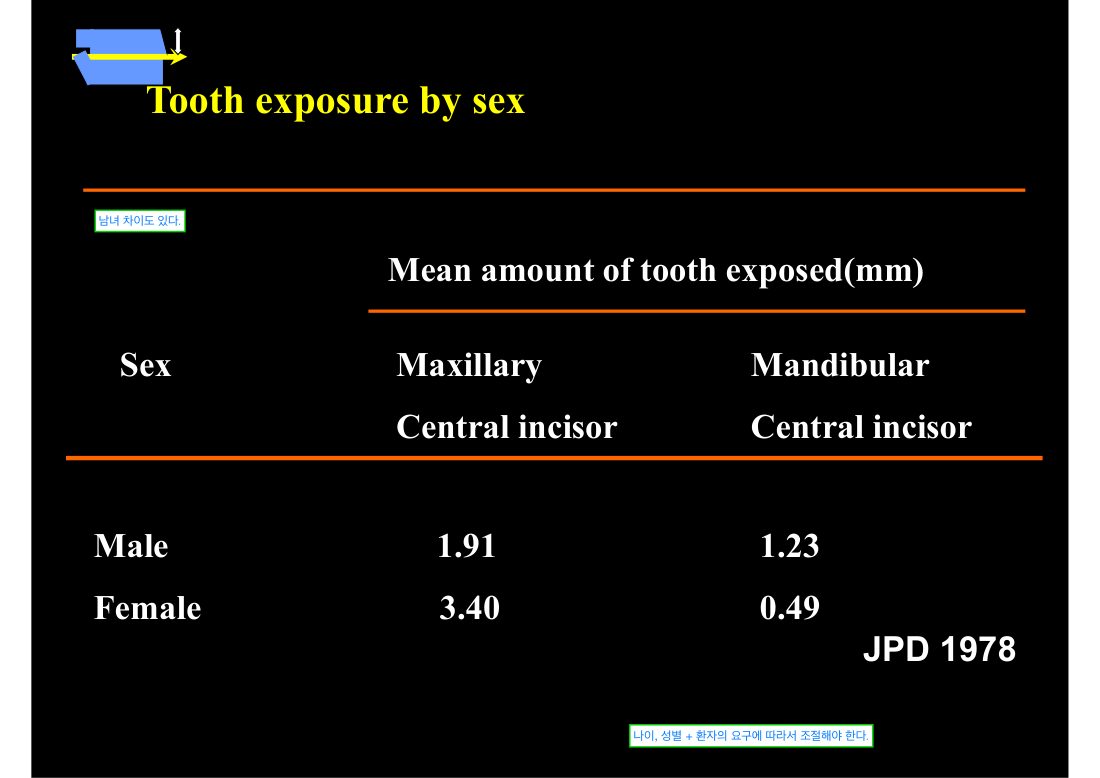 Tooth exposure by sex
남녀 차이도 있다.
Mean amount of tooth exposed(mm)
Sex Maxillary Mandibular
Central incisor Central incisor
Male 1.91 1.23
Female 3.40 0.49
JPD 1978
나이, 성별 + 환자의 요구에 따라서 조절해야 한다.